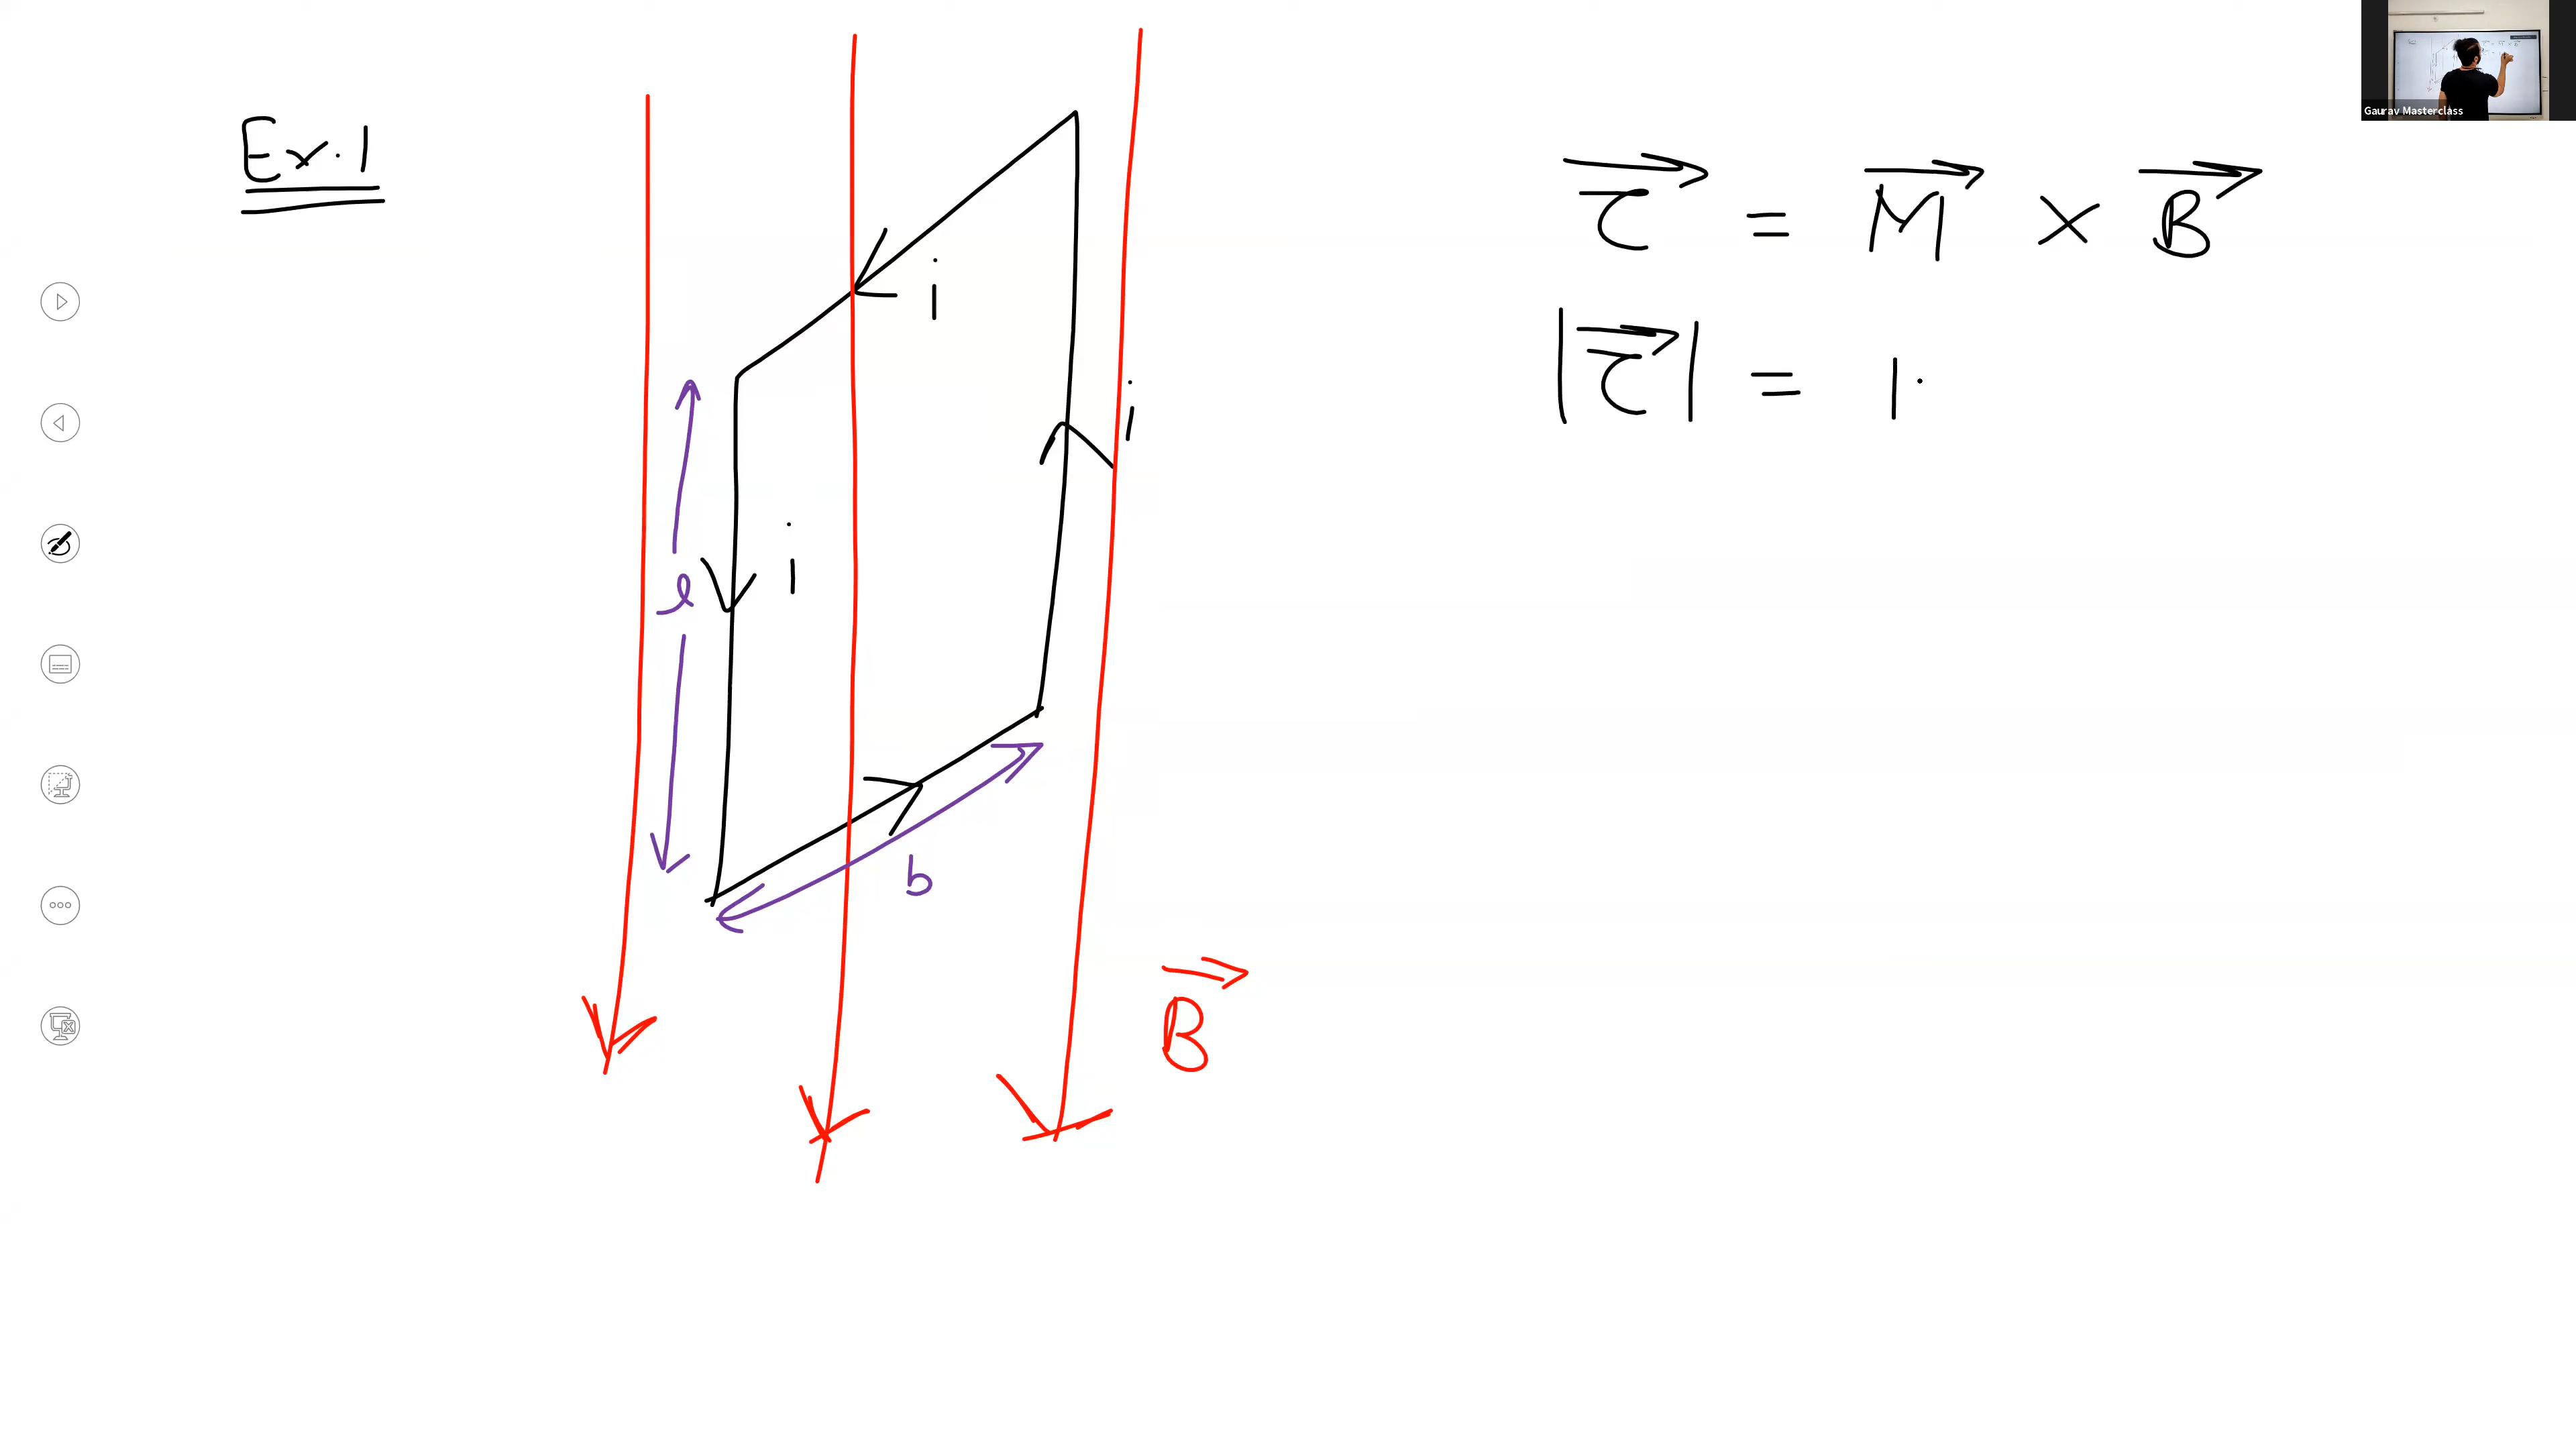 Ex.1
Gaurav Masterclass
τ⃗ = M⃗ × B⃗
|τ⃗| =
i
i
i
l
b
B⃗